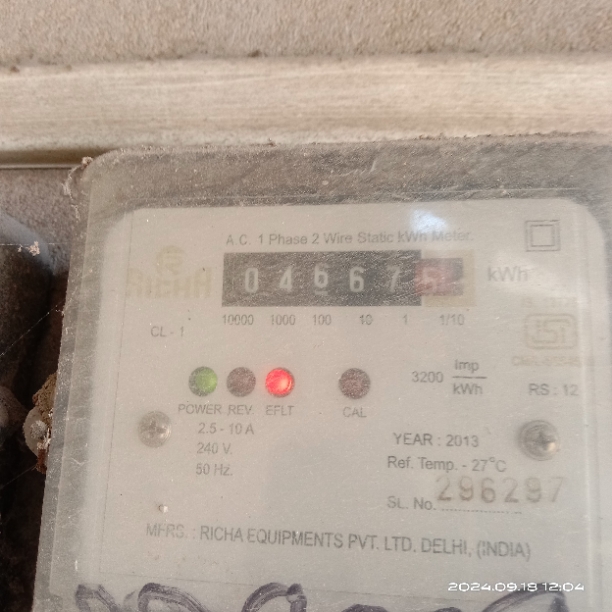 A.C. 1 Phase 2 Wire Static kWh Meter.
RICHA
0 4 6 6 7 kWh
10000 1000 100 10 1 1/10
CL - 1
3200 Imp/kWh
RS : 12
POWER REV. EFLT CAL
2.5 - 10 A
240 V.
50 Hz.
YEAR : 2013
Ref. Temp. - 27°C
SL. No. 296297
MFRS. : RICHA EQUIPMENTS PVT. LTD. DELHI, (INDIA)
2024.09.18 12:04